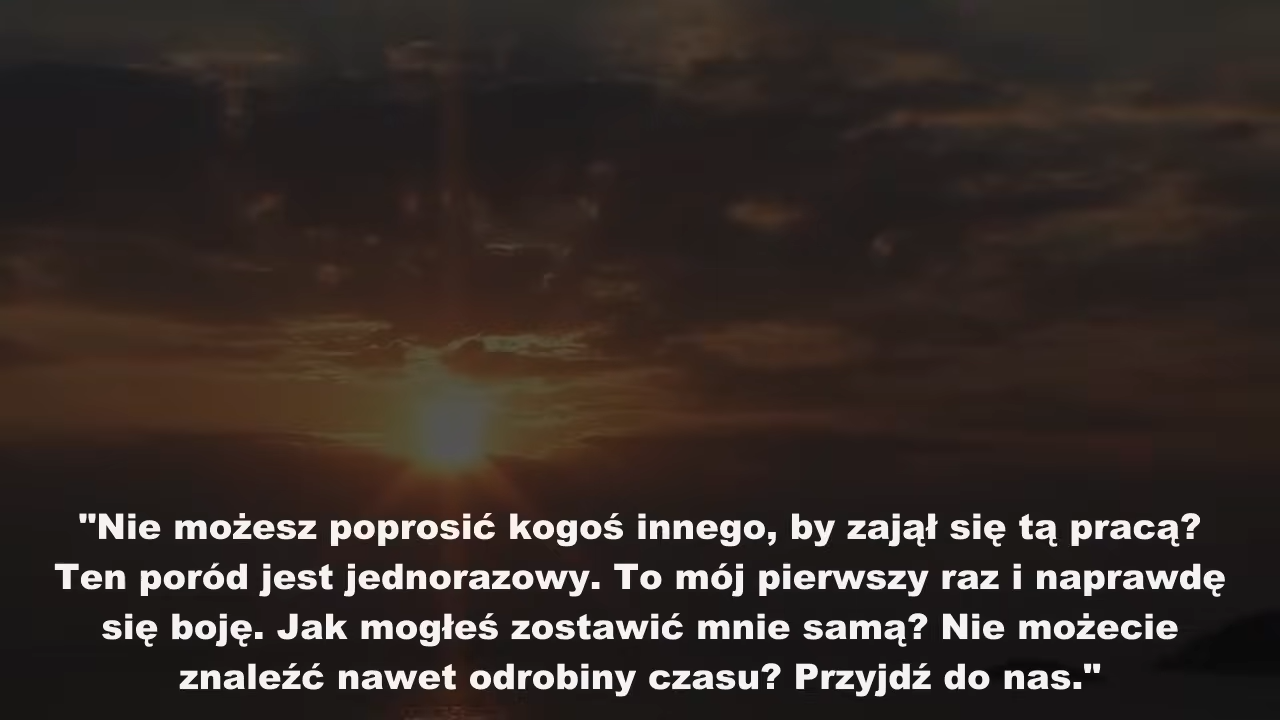 "Nie możesz poprosić kogoś innego, by zajął się tą pracą?
Ten poród jest jednorazowy. To mój pierwszy raz i naprawdę
się boję. Jak mogłeś zostawić mnie samą? Nie możecie
znaleźć nawet odrobiny czasu? Przyjdź do nas."